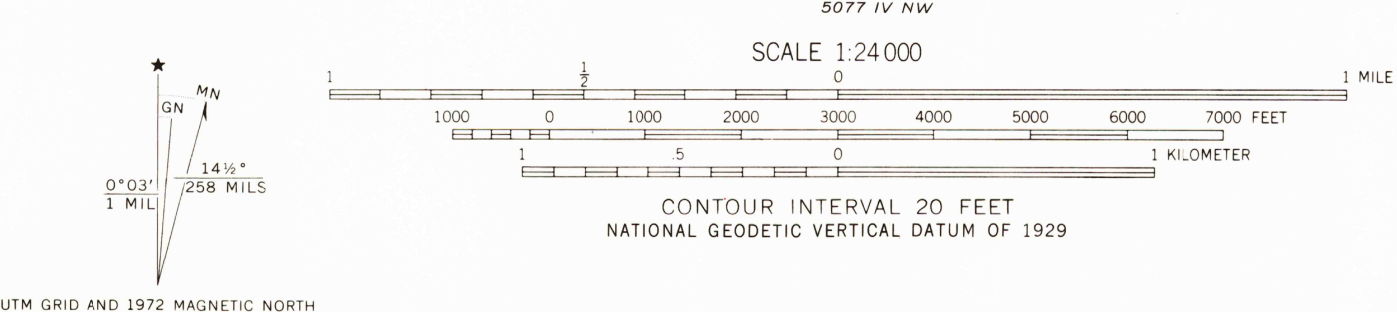 5077 IV NW
SCALE 1:24 000
1 1/2 0 1 MILE
1000 0 1000 2000 3000 4000 5000 6000 7000 FEET
1 .5 0 1 KILOMETER
CONTOUR INTERVAL 20 FEET
NATIONAL GEODETIC VERTICAL DATUM OF 1929
★
MN
GN
14½°
258 MILS
0°03′
1 MIL
UTM GRID AND 1972 MAGNETIC NORTH